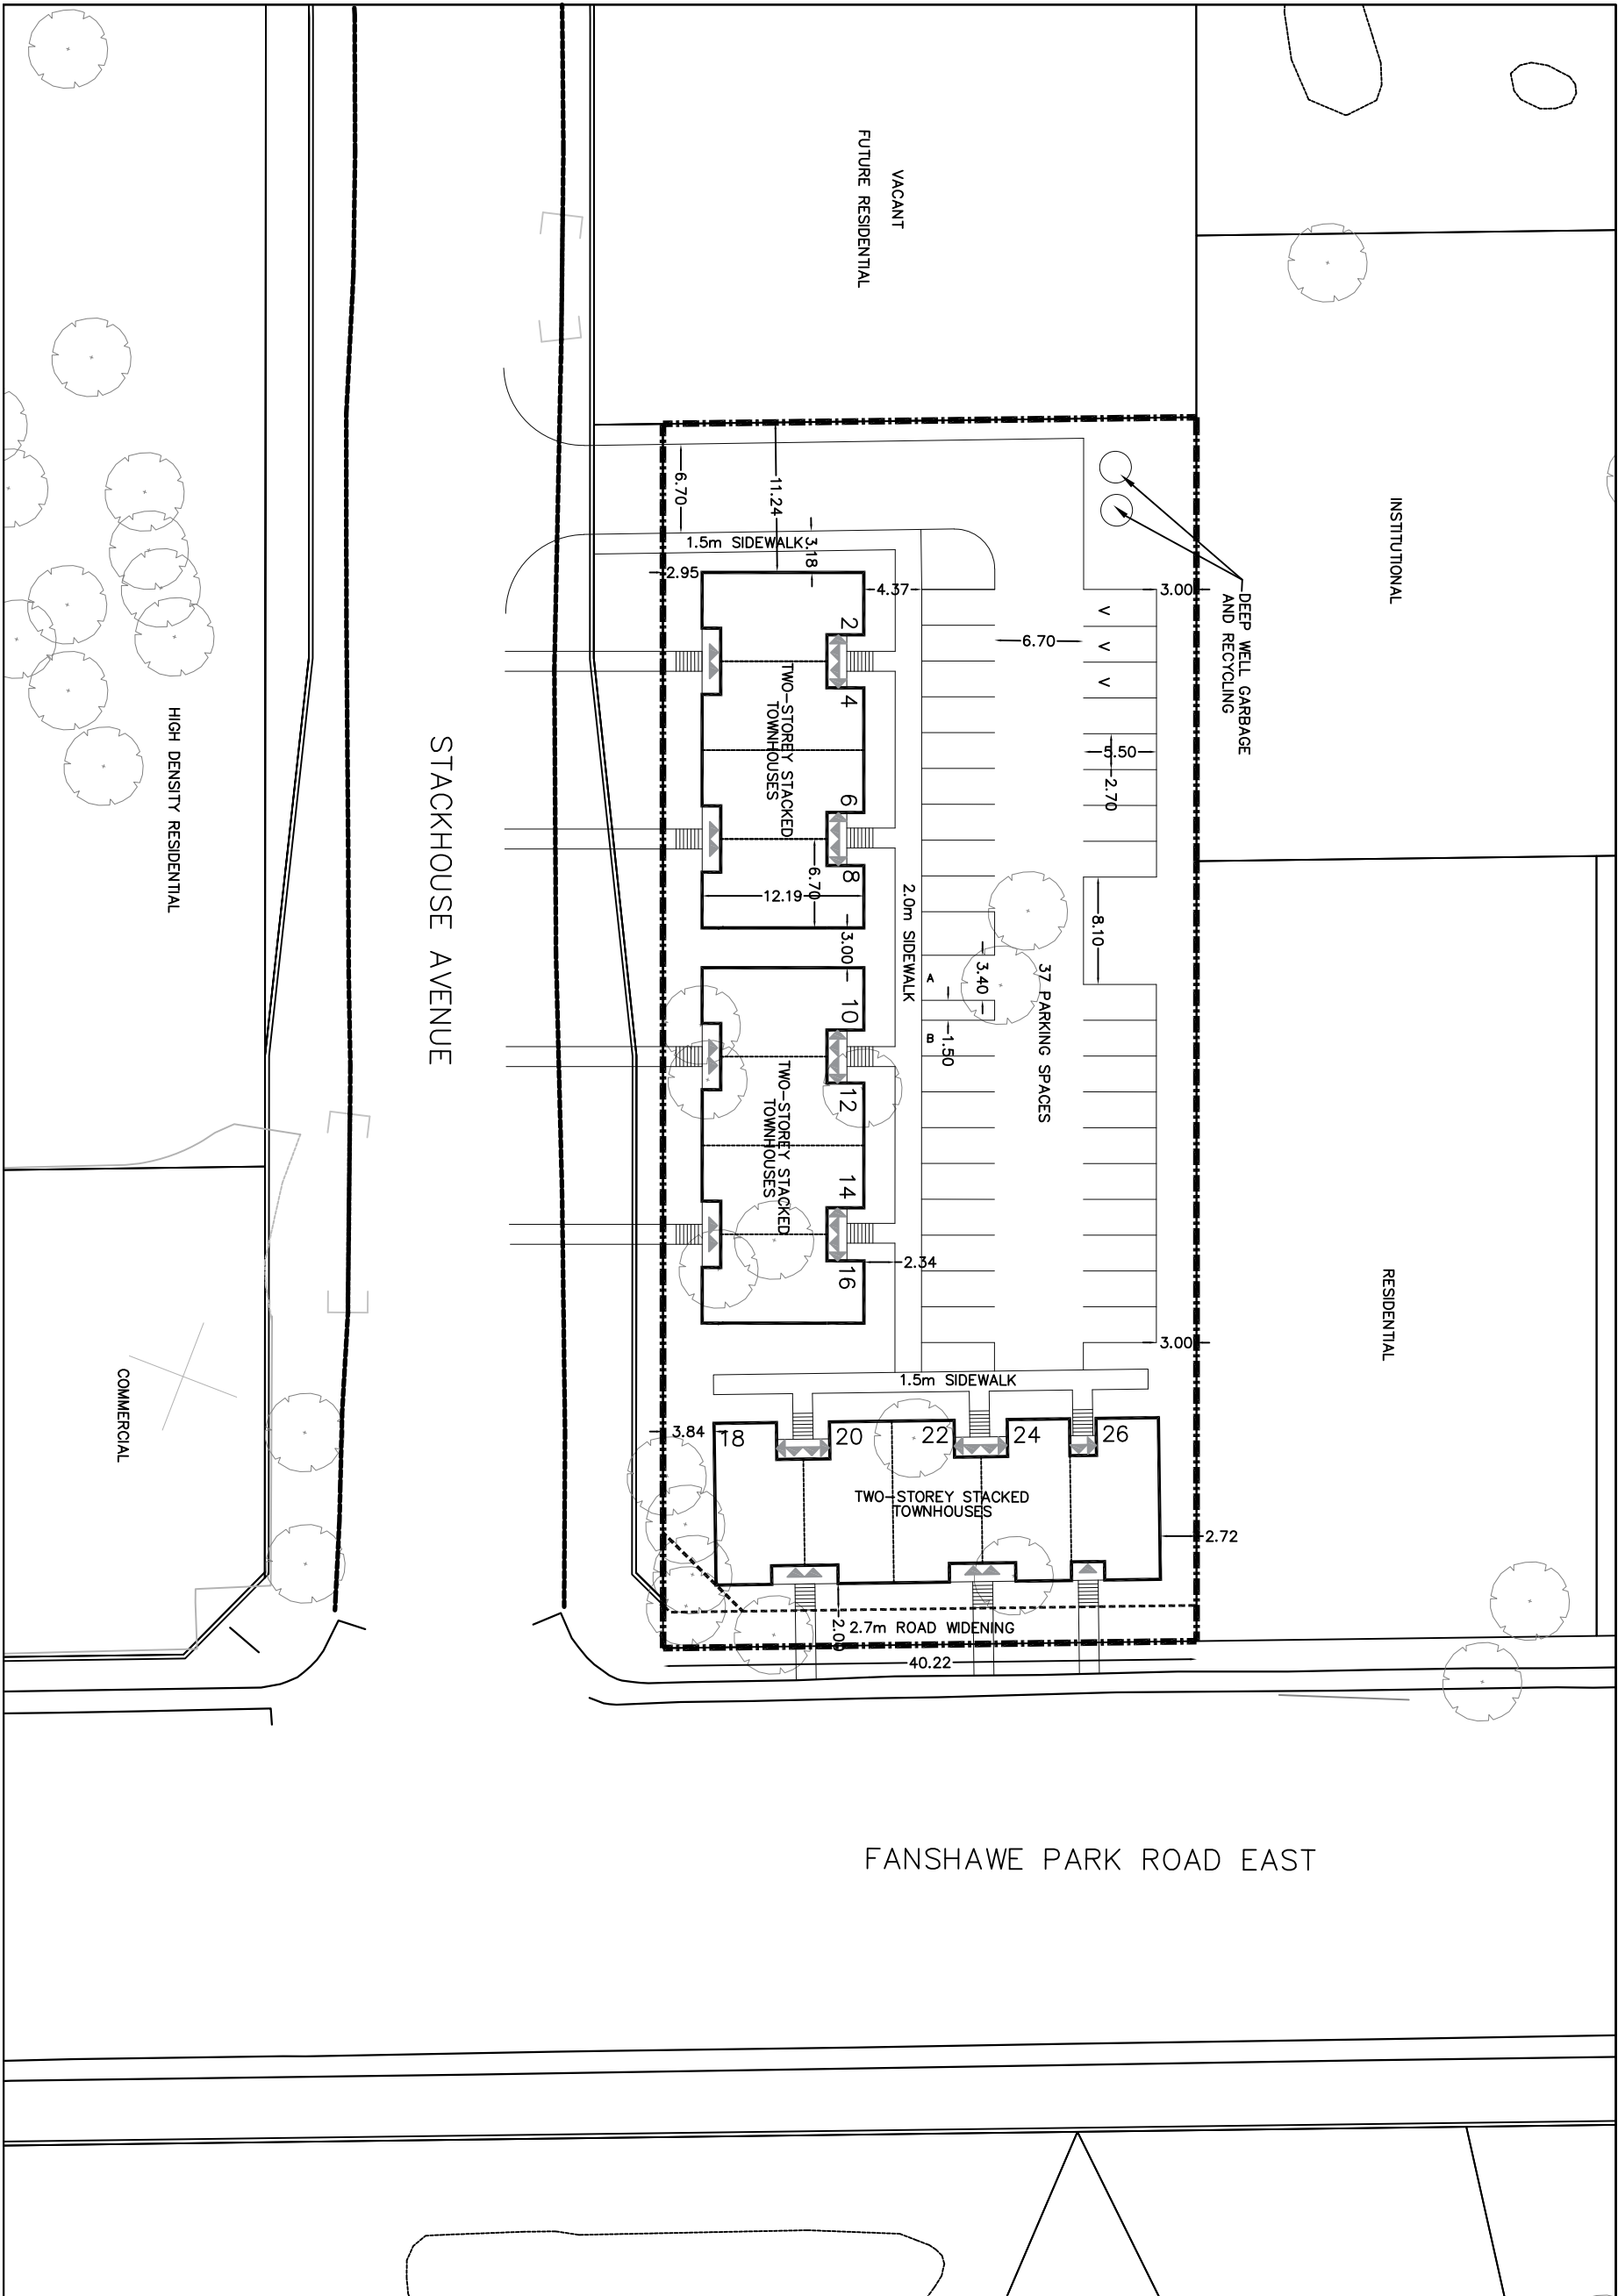 VACANT
FUTURE RESIDENTIAL
INSTITUTIONAL
DEEP WELL GARBAGE
AND RECYCLING
6.70
11.24
3.18
1.5m SIDEWALK
2.95
4.37
3.00
6.70
V
V
V
5.50
2.70
2
4
6
8
TWO-STOREY STACKED
TOWNHOUSES
6.70
12.19
3.00
2.0m SIDEWALK
8.10
A
3.40
B
1.50
37 PARKING SPACES
10
12
14
16
TWO-STOREY STACKED
TOWNHOUSES
2.34
3.00
HIGH DENSITY RESIDENTIAL
STACKHOUSE AVENUE
RESIDENTIAL
COMMERCIAL
1.5m SIDEWALK
3.84
18
20
22
24
26
TWO-STOREY STACKED
TOWNHOUSES
2.72
2.00
2.7m ROAD WIDENING
40.22
FANSHAWE PARK ROAD EAST